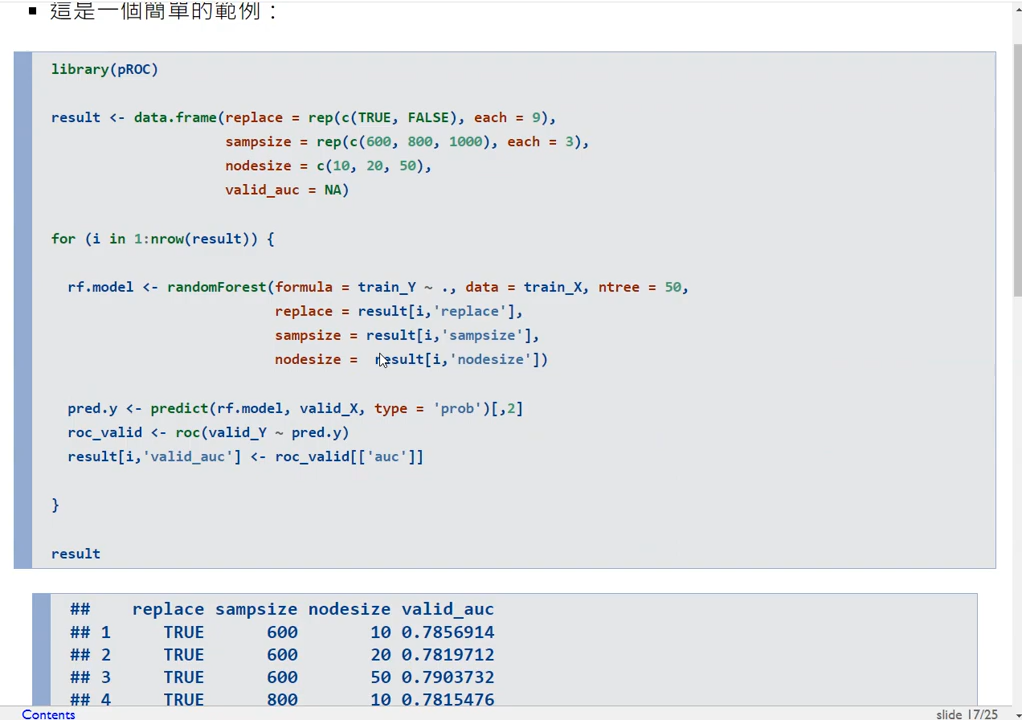 ▪ 這是一個簡單的範例：
library(pROC)
result <- data.frame(replace = rep(c(TRUE, FALSE), each = 9),
sampsize = rep(c(600, 800, 1000), each = 3),
nodesize = c(10, 20, 50),
valid_auc = NA)
for (i in 1:nrow(result)) {
rf.model <- randomForest(formula = train_Y ~ ., data = train_X, ntree = 50,
replace = result[i,'replace'],
sampsize = result[i,'sampsize'],
nodesize =  result[i,'nodesize'])
pred.y <- predict(rf.model, valid_X, type = 'prob')[,2]
roc_valid <- roc(valid_Y ~ pred.y)
result[i,'valid_auc'] <- roc_valid[['auc']]
}
result
##    replace sampsize nodesize valid_auc
## 1     TRUE      600       10 0.7856914
## 2     TRUE      600       20 0.7819712
## 3     TRUE      600       50 0.7903732
## 4     TRUE      800       10 0.7815476
Contents
slide 17/25